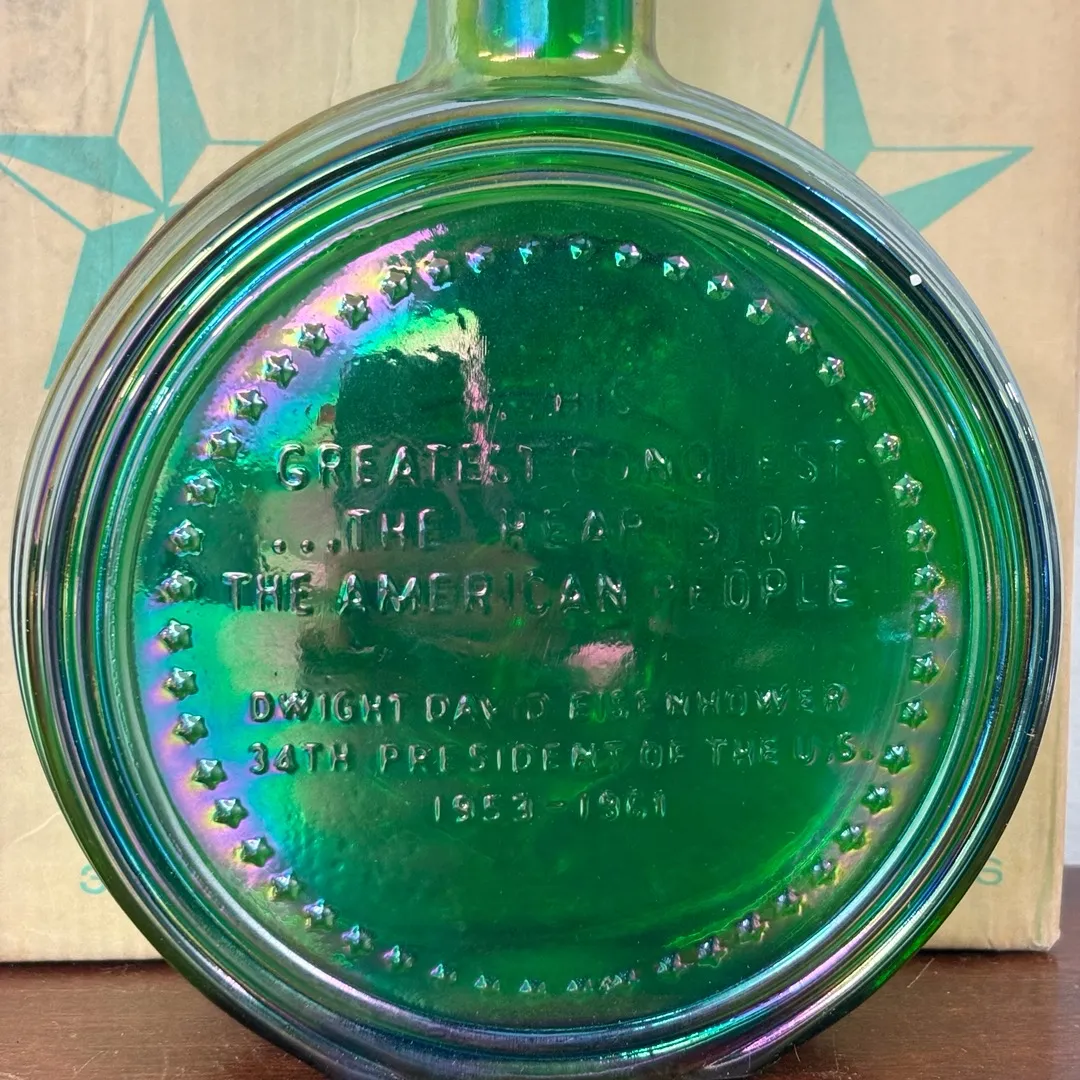 HIS
GREATEST CONQUEST
...THE HEARTS OF
THE AMERICAN PEOPLE
DWIGHT DAVID EISENHOWER
34TH PRESIDENT OF THE U.S.
1953-1961